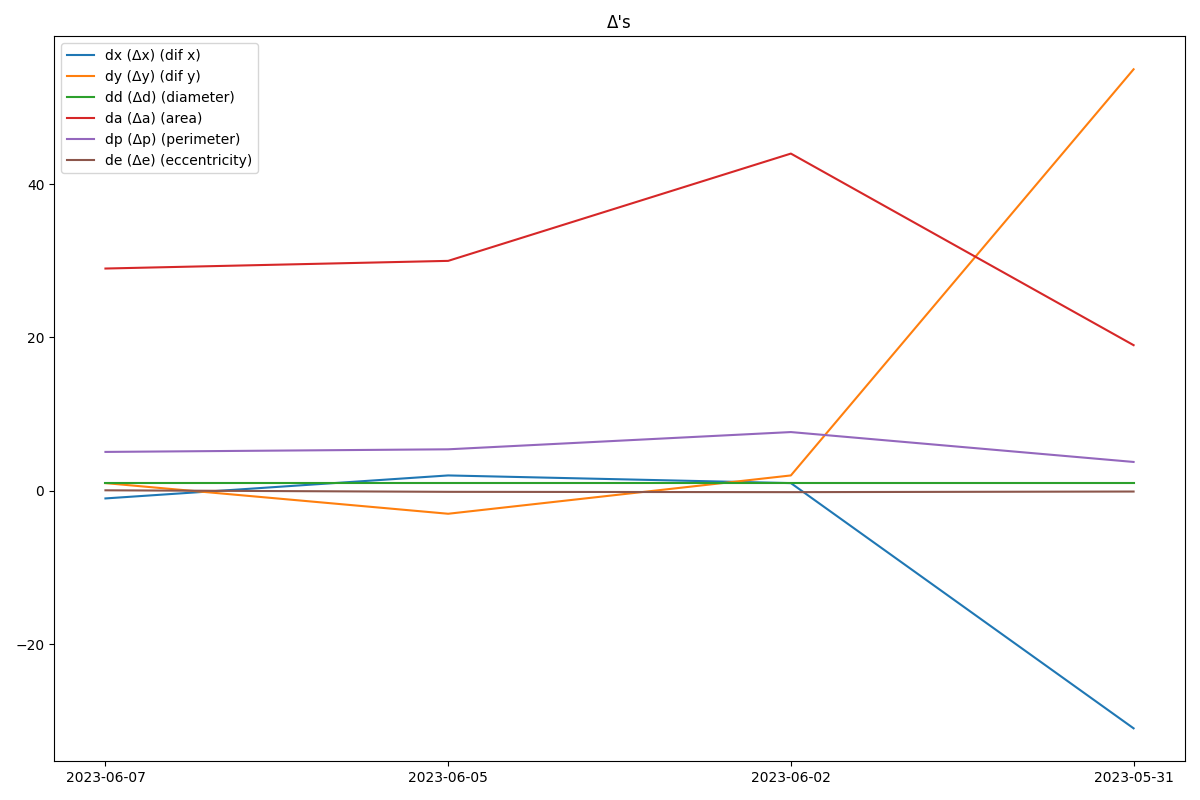 Δ's
dx (Δx) (dif x)
dy (Δy) (dif y)
dd (Δd) (diameter)
da (Δa) (area)
dp (Δp) (perimeter)
de (Δe) (eccentricity)
40
20
0
−20
2023-06-07 2023-06-05 2023-06-02 2023-05-31